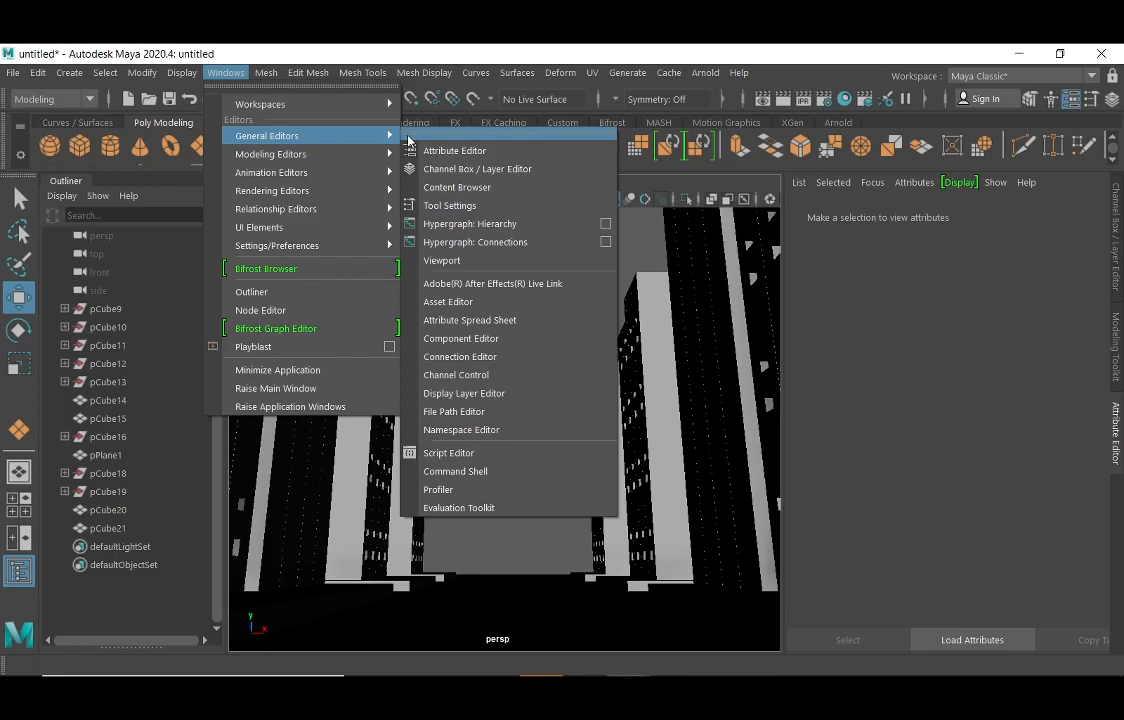 untitled* - Autodesk Maya 2020.4: untitled
File Edit Create Select Modify Display Windows Mesh Edit Mesh Mesh Tools Mesh Display Curves Surfaces Deform UV Generate Cache Arnold Help
Workspace : Maya Classic*
Modeling
No Live Surface
Symmetry: Off
Sign In
Curves / Surfaces
Poly Modeling
FX
FX Caching
Custom
Bifrost
MASH
Motion Graphics
XGen
Arnold
Outliner
Display Show Help
Search...
persp
top
front
side
pCube9
pCube10
pCube11
pCube12
pCube13
pCube14
pCube15
pCube16
pPlane1
pCube18
pCube19
pCube20
pCube21
defaultLightSet
defaultObjectSet
Workspaces
Editors
General Editors
Modeling Editors
Animation Editors
Rendering Editors
Relationship Editors
UI Elements
Settings/Preferences
Bifrost Browser
Outliner
Node Editor
Bifrost Graph Editor
Playblast
Minimize Application
Raise Main Window
Raise Application Windows
Attribute Editor
Channel Box / Layer Editor
Content Browser
Tool Settings
Hypergraph: Hierarchy
Hypergraph: Connections
Viewport
Adobe(R) After Effects(R) Live Link
Asset Editor
Attribute Spread Sheet
Component Editor
Connection Editor
Channel Control
Display Layer Editor
File Path Editor
Namespace Editor
Script Editor
Command Shell
Profiler
Evaluation Toolkit
y
x
persp
List Selected Focus Attributes Display Show Help
Make a selection to view attributes
Select
Load Attributes
Channel Box / Layer Editor
Modeling Toolkit
Attribute Editor